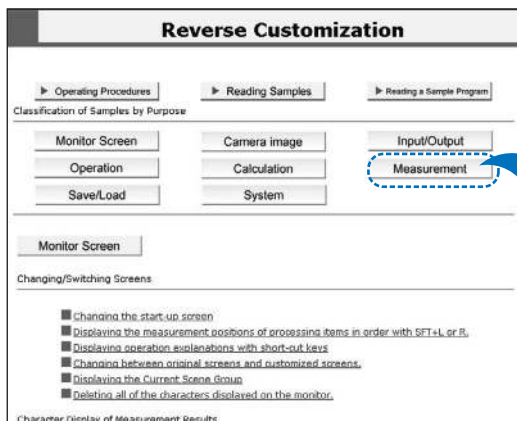 Reverse Customization
▶ Operating Procedures ▶ Reading Samples ▶ Reading a Sample Program
Classification of Samples by Purpose
Monitor Screen Camera image Input/Output
Operation Calculation Measurement
Save/Load System
Monitor Screen
Changing/Switching Screens
Changing the start-up screen
Displaying the measurement positions of processing items in order with SFT+L or R.
Displaying operation explanations with short-cut keys
Changing between original screens and customized screens.
Displaying the Current Scene Group
Deleting all of the characters displayed on the monitor.
Character Display of Measurement Results